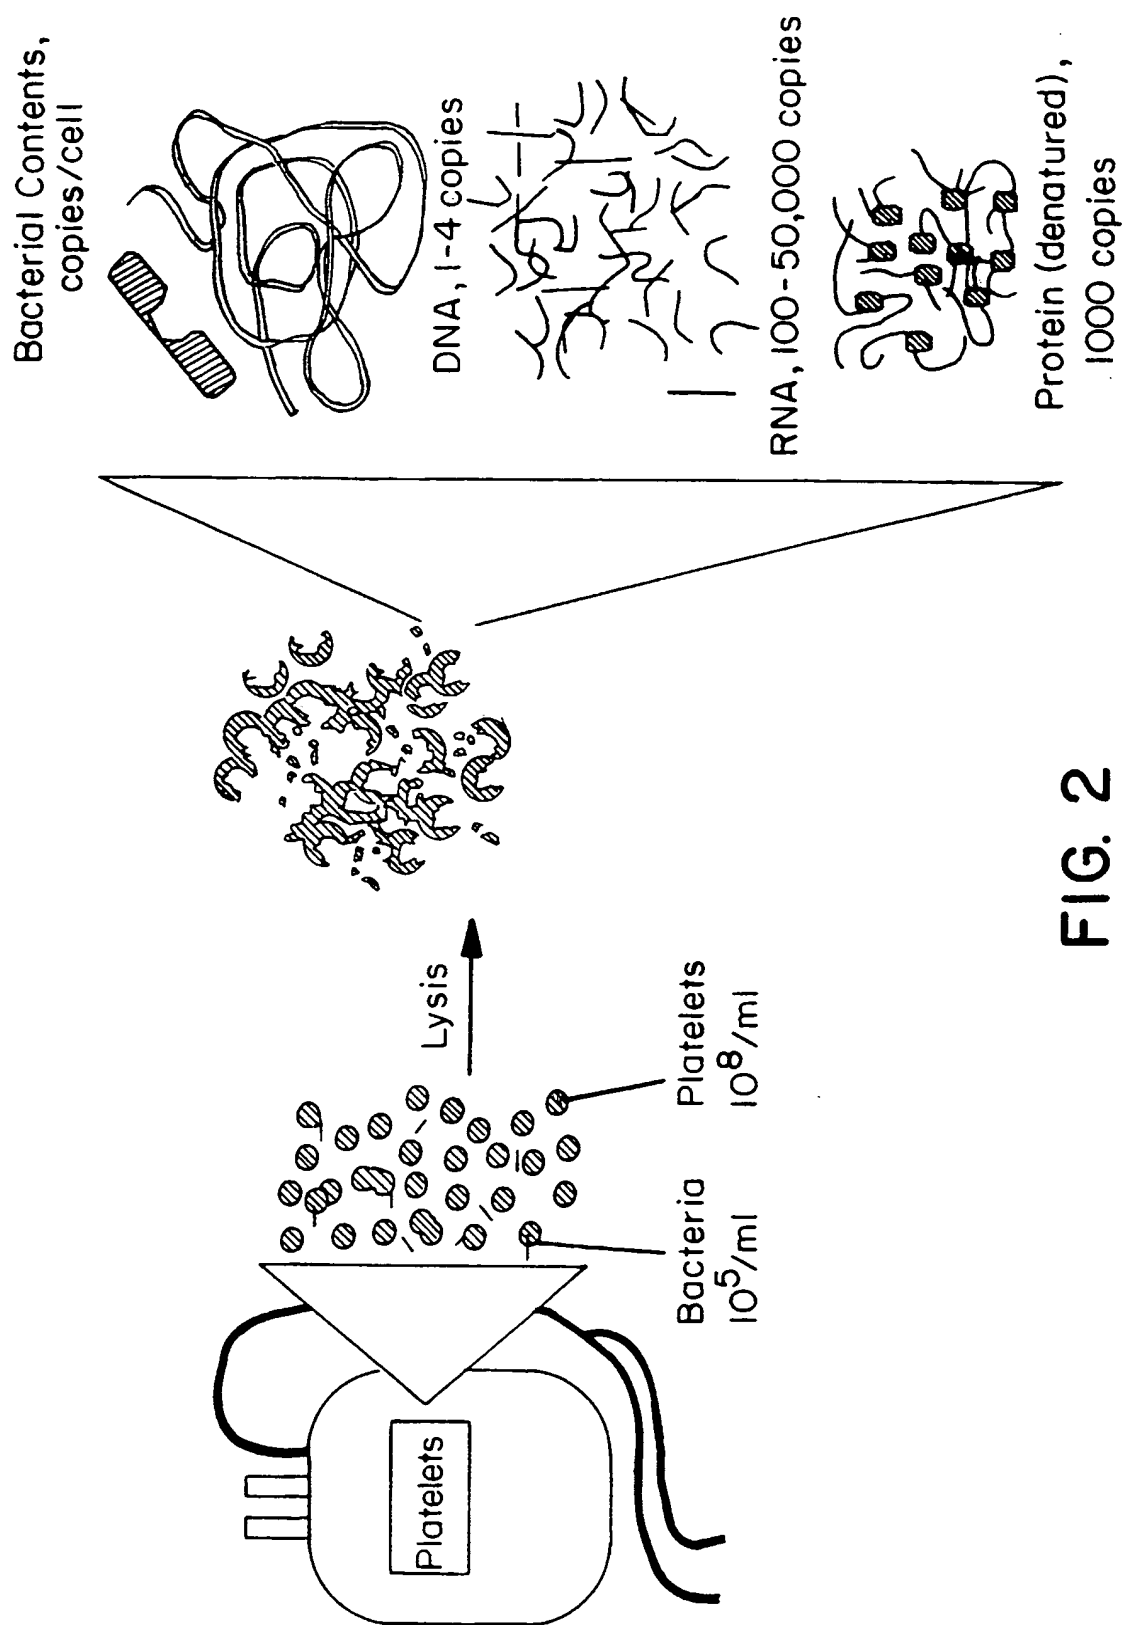 Platelets
Bacteria
10⁵/ml
Platelets
10⁸/ml
Lysis
Bacterial Contents,
copies/cell
DNA, 1-4 copies
RNA, 100-50,000 copies
Protein (denatured),
1000 copies
FIG. 2